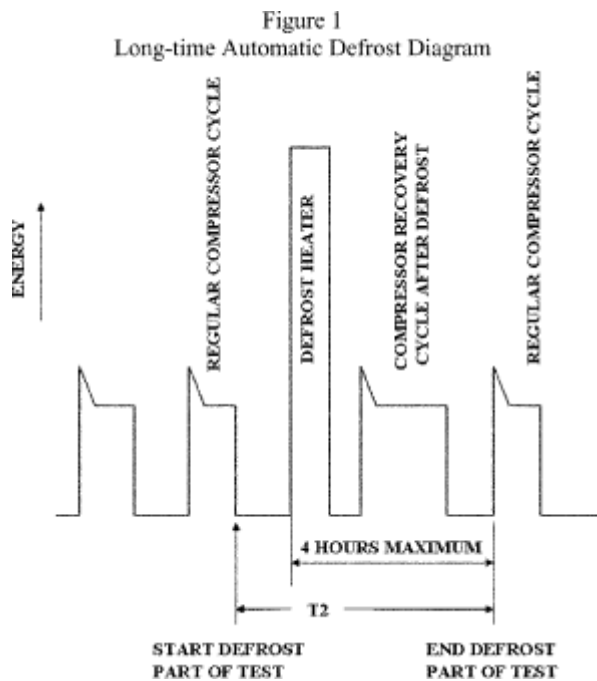 Figure 1
Long-time Automatic Defrost Diagram
ENERGY
REGULAR COMPRESSOR CYCLE
DEFROST HEATER
COMPRESSOR RECOVERY
CYCLE AFTER DEFROST
REGULAR COMPRESSOR CYCLE
4 HOURS MAXIMUM
T2
START DEFROST
PART OF TEST
END DEFROST
PART OF TEST